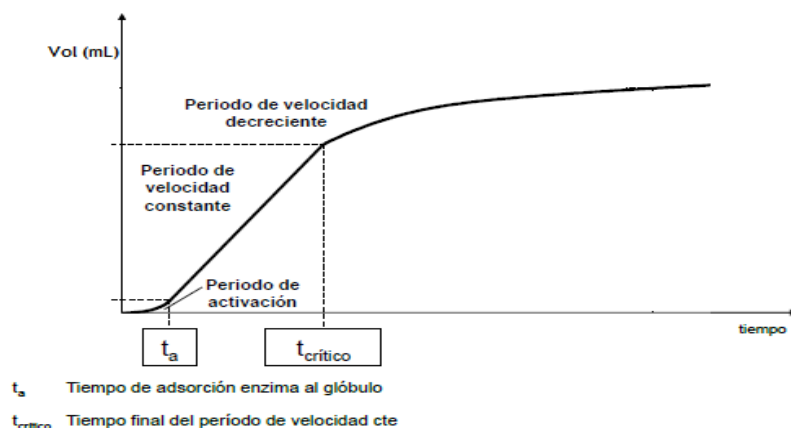 Vol (mL)
Periodo de velocidad
decreciente
Periodo de
velocidad
constante
Periodo de
activación
tiempo
ta
tcrítico
ta Tiempo de adsorción enzima al glóbulo
tcrítico Tiempo final del período de velocidad cte